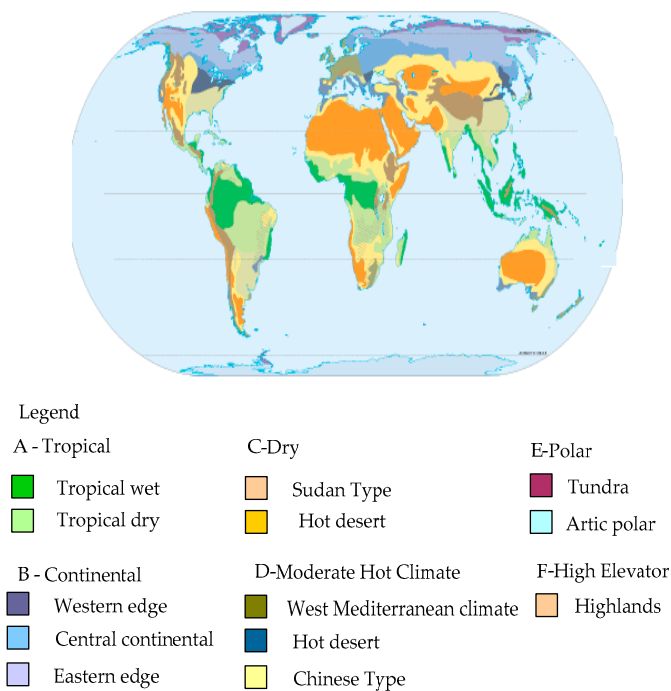 Legend
A - Tropical
Tropical wet
Tropical dry
C-Dry
Sudan Type
Hot desert
E-Polar
Tundra
Artic polar
B - Continental
Western edge
Central continental
Eastern edge
D-Moderate Hot Climate
West Mediterranean climate
Hot desert
Chinese Type
F-High Elevator
Highlands